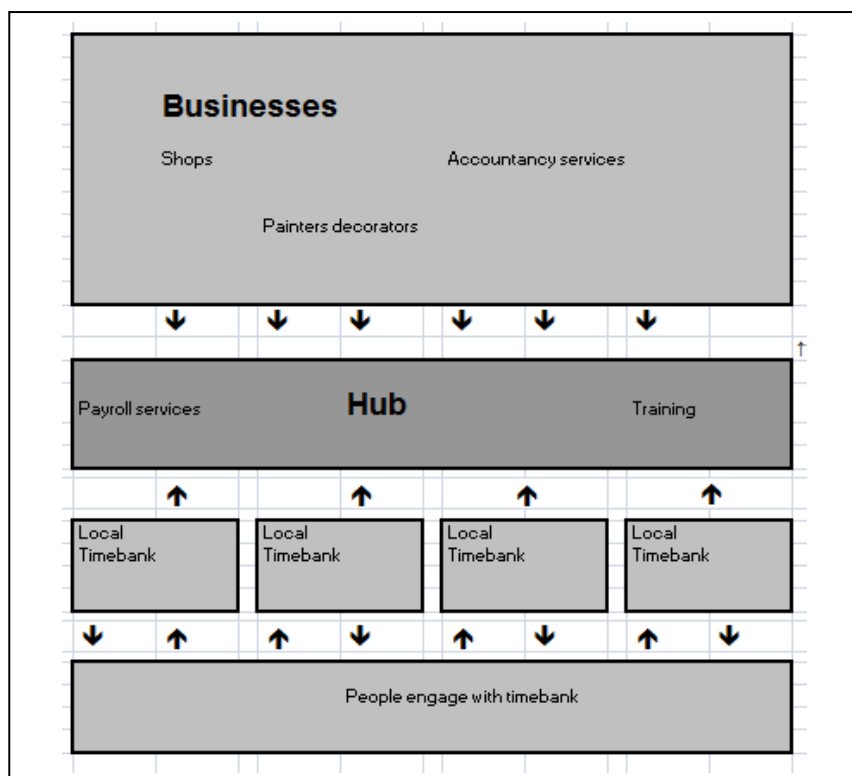 Businesses
Shops
Accountancy services
Painters decorators
Payroll services
Hub
Training
Local
Timebank
Local
Timebank
Local
Timebank
Local
Timebank
People engage with timebank